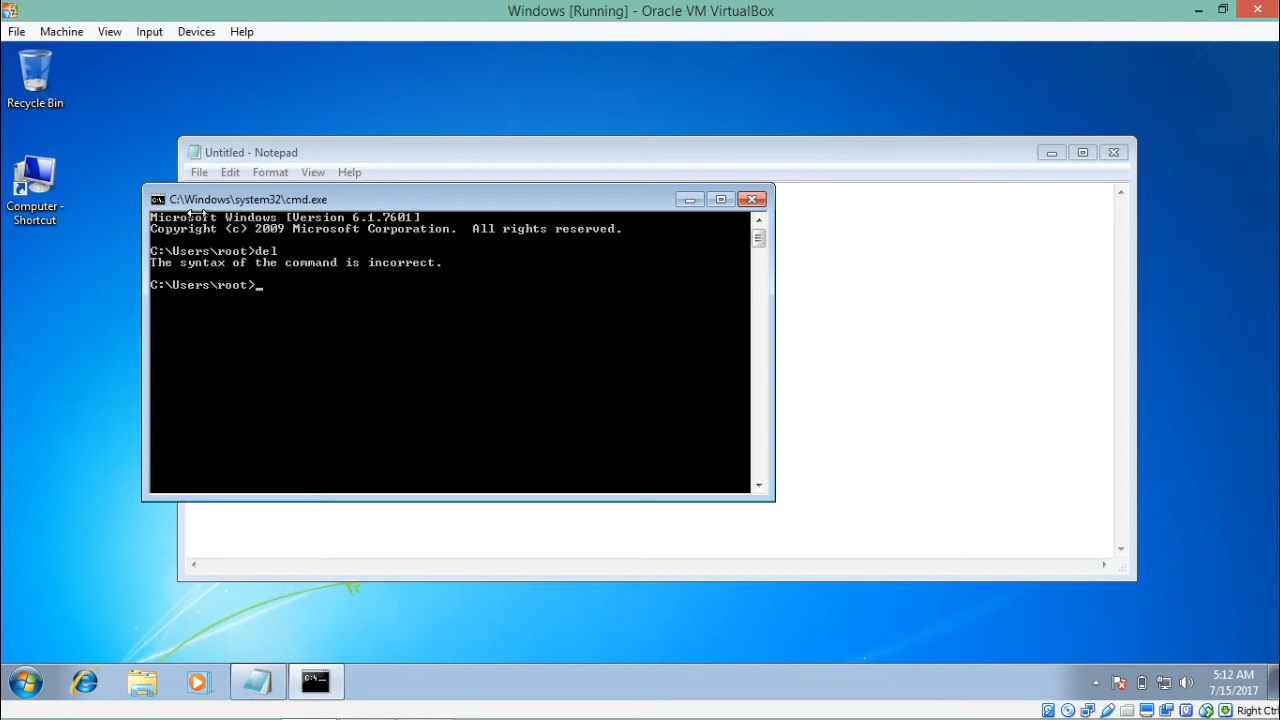 Windows [Running] - Oracle VM VirtualBox
File Machine View Input Devices Help
Recycle Bin
Computer -
Shortcut
Untitled - Notepad
File Edit Format View Help
C:\Windows\system32\cmd.exe
Microsoft Windows [Version 6.1.7601]
Copyright (c) 2009 Microsoft Corporation. All rights reserved.
C:\Users\root>del
The syntax of the command is incorrect.
C:\Users\root>_
5:12 AM
7/15/2017
Right Ctrl